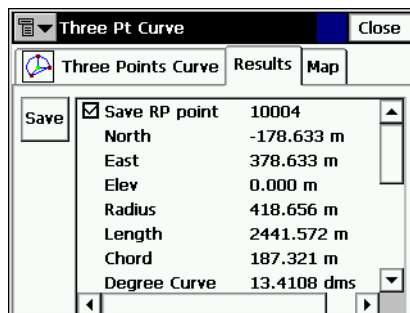 Three Pt Curve Close
Three Points Curve Results Map
Save
Save RP point 10004
North -178.633 m
East 378.633 m
Elev 0.000 m
Radius 418.656 m
Length 2441.572 m
Chord 187.321 m
Degree Curve 13.4108 dms